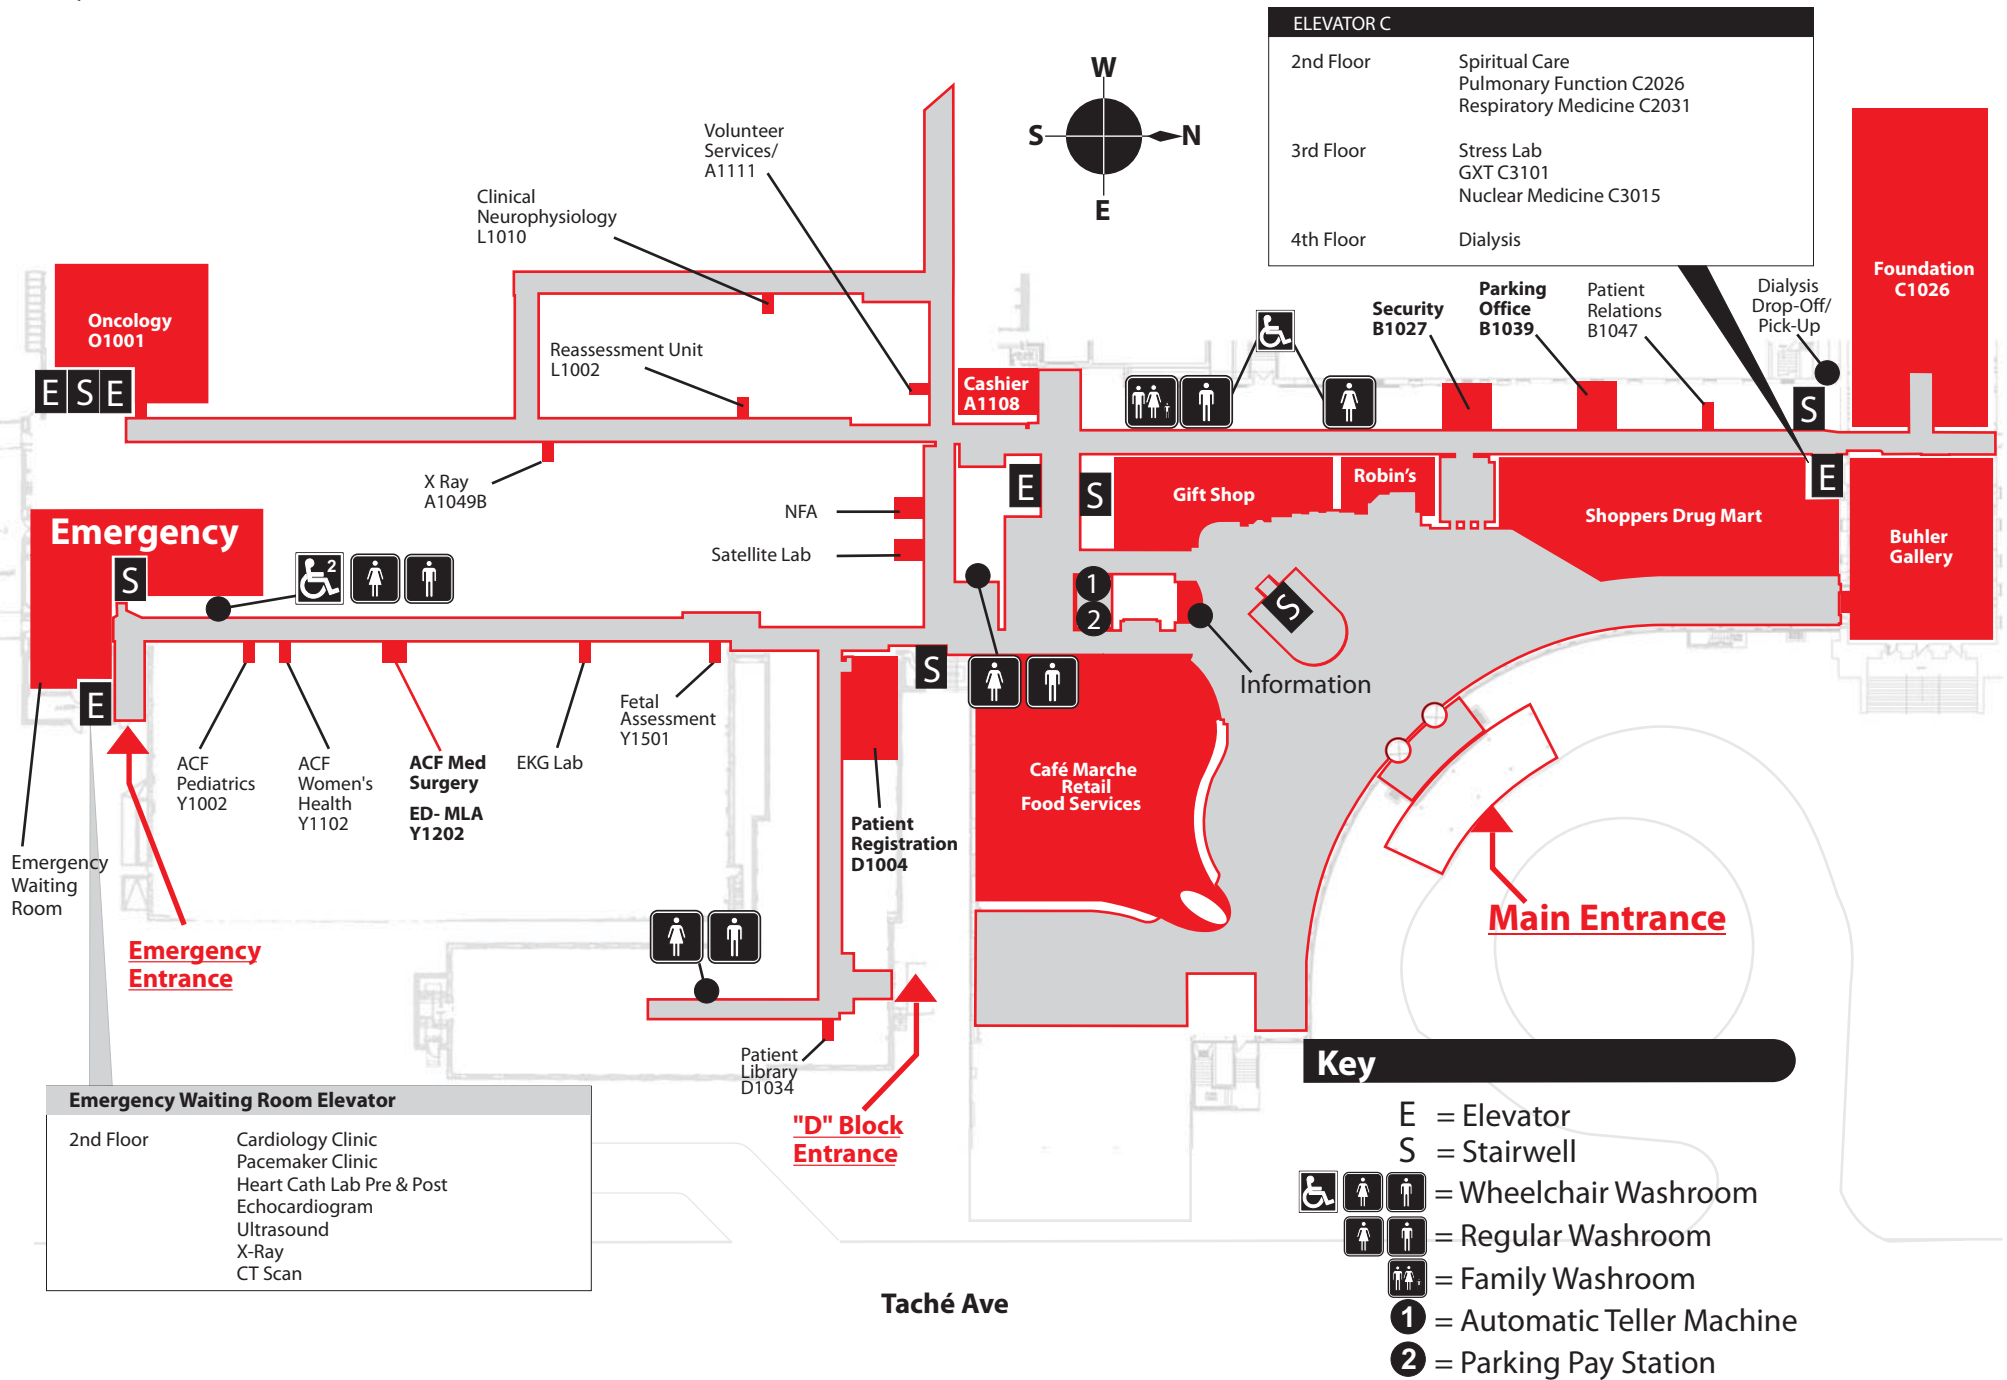 ELEVATOR C
2nd Floor Spiritual Care
Pulmonary Function C2026
Respiratory Medicine C2031
3rd Floor Stress Lab
GXT C3101
Nuclear Medicine C3015
4th Floor Dialysis
W
S N
E
Volunteer
Services/
A1111
Clinical
Neurophysiology
L1010
Reassessment Unit
L1002
Oncology
O1001
E S E
X Ray
A1049B
Cashier
A1108
Security
B1027
Parking
Office
B1039
Patient
Relations
B1047
Dialysis
Drop-Off/
Pick-Up
Foundation
C1026
S
E
E
S
Gift Shop
Robin's
Shoppers Drug Mart
Buhler
Gallery
NFA
Satellite Lab
Emergency
S
2
1
2
S
Information
S
E
ACF
Pediatrics
Y1002
ACF
Women's
Health
Y1102
ACF Med
Surgery
ED- MLA
Y1202
EKG Lab
Fetal
Assessment
Y1501
Patient
Registration
D1004
Café Marche
Retail
Food Services
Emergency
Waiting
Room
Emergency
Entrance
Main Entrance
Patient
Library
D1034
"D" Block
Entrance
Emergency Waiting Room Elevator
2nd Floor Cardiology Clinic
Pacemaker Clinic
Heart Cath Lab Pre & Post
Echocardiogram
Ultrasound
X-Ray
CT Scan
Taché Ave
Key
E = Elevator
S = Stairwell
= Wheelchair Washroom
= Regular Washroom
= Family Washroom
1 = Automatic Teller Machine
2 = Parking Pay Station